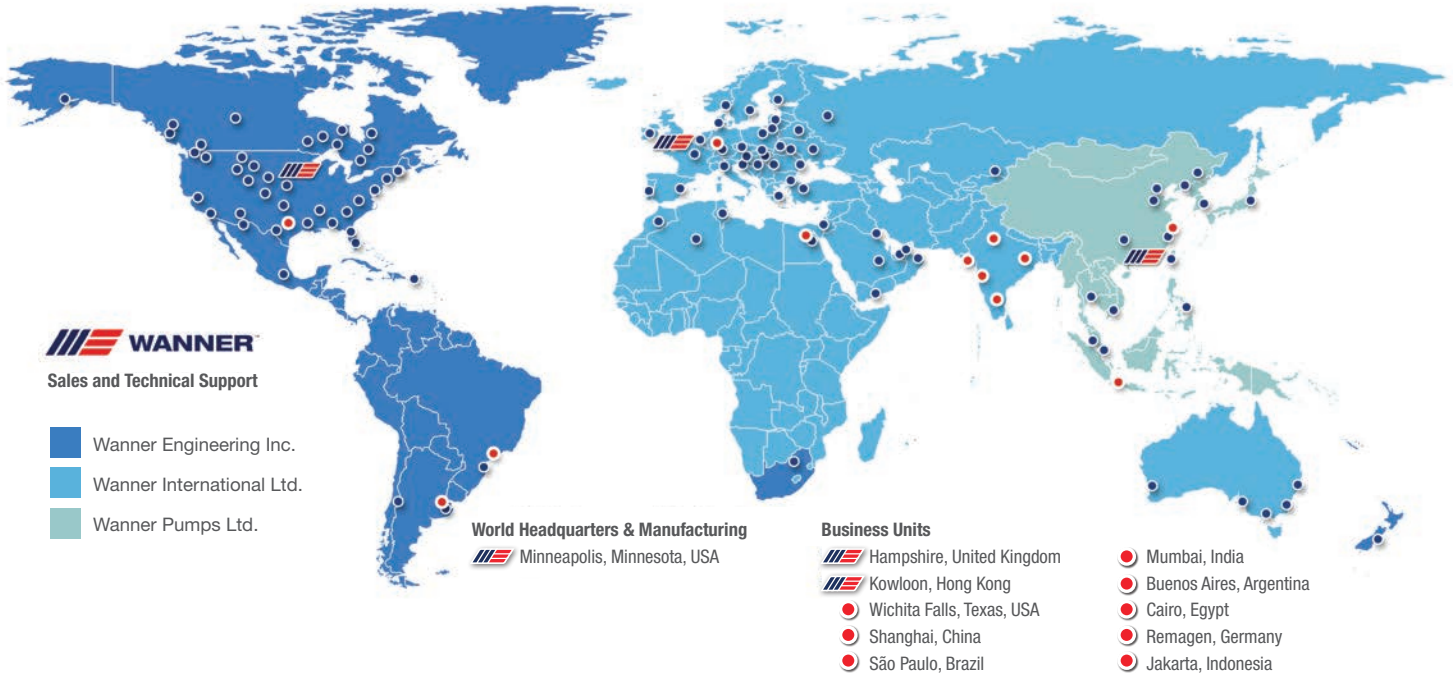 WANNER™
Sales and Technical Support
Wanner Engineering Inc.
Wanner International Ltd.
Wanner Pumps Ltd.
World Headquarters & Manufacturing
Minneapolis, Minnesota, USA
Business Units
Hampshire, United Kingdom
Kowloon, Hong Kong
Wichita Falls, Texas, USA
Shanghai, China
São Paulo, Brazil
Mumbai, India
Buenos Aires, Argentina
Cairo, Egypt
Remagen, Germany
Jakarta, Indonesia